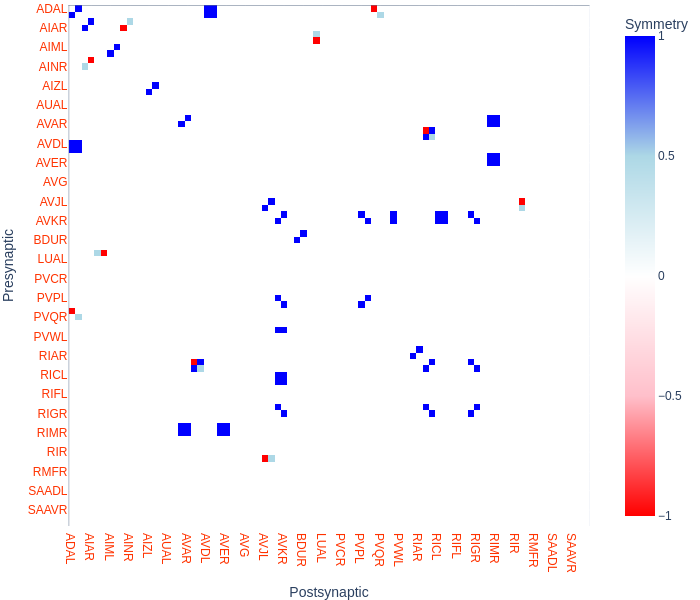 Symmetry
1
0.5
0
−0.5
−1
Presynaptic
ADAL
AIAR
AIML
AINR
AIZL
AUAL
AVAR
AVDL
AVER
AVG
AVJL
AVKR
BDUR
LUAL
PVCR
PVPL
PVQR
PVWL
RIAR
RICL
RIFL
RIGR
RIMR
RIR
RMFR
SAADL
SAAVR
ADAL
AIAR
AIML
AINR
AIZL
AUAL
AVAR
AVDL
AVER
AVG
AVJL
AVKR
BDUR
LUAL
PVCR
PVPL
PVQR
PVWL
RIAR
RICL
RIFL
RIGR
RIMR
RIR
RMFR
SAADL
SAAVR
Postsynaptic